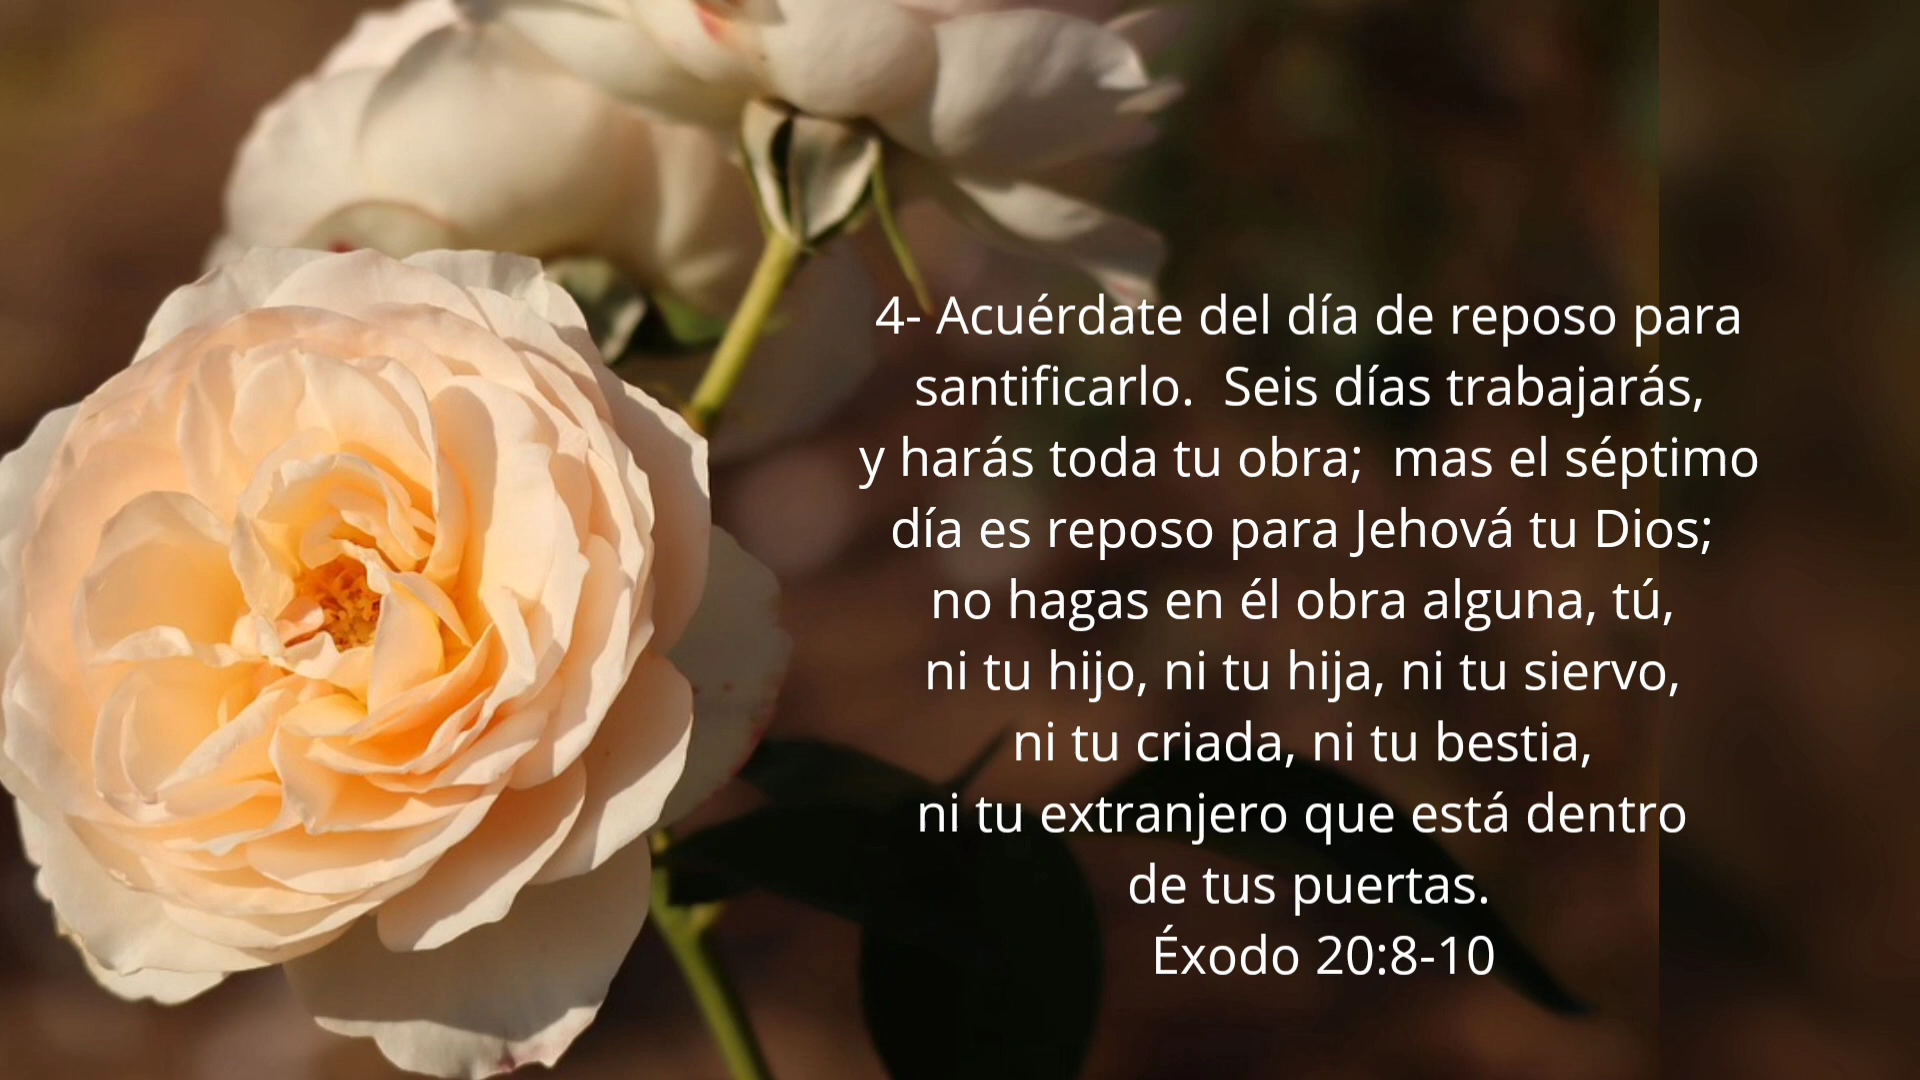 4- Acuérdate del día de reposo para
santificarlo.  Seis días trabajarás,
y harás toda tu obra;  mas el séptimo
día es reposo para Jehová tu Dios;
no hagas en él obra alguna, tú,
ni tu hijo, ni tu hija, ni tu siervo,
ni tu criada, ni tu bestia,
ni tu extranjero que está dentro
de tus puertas.
Éxodo 20:8-10